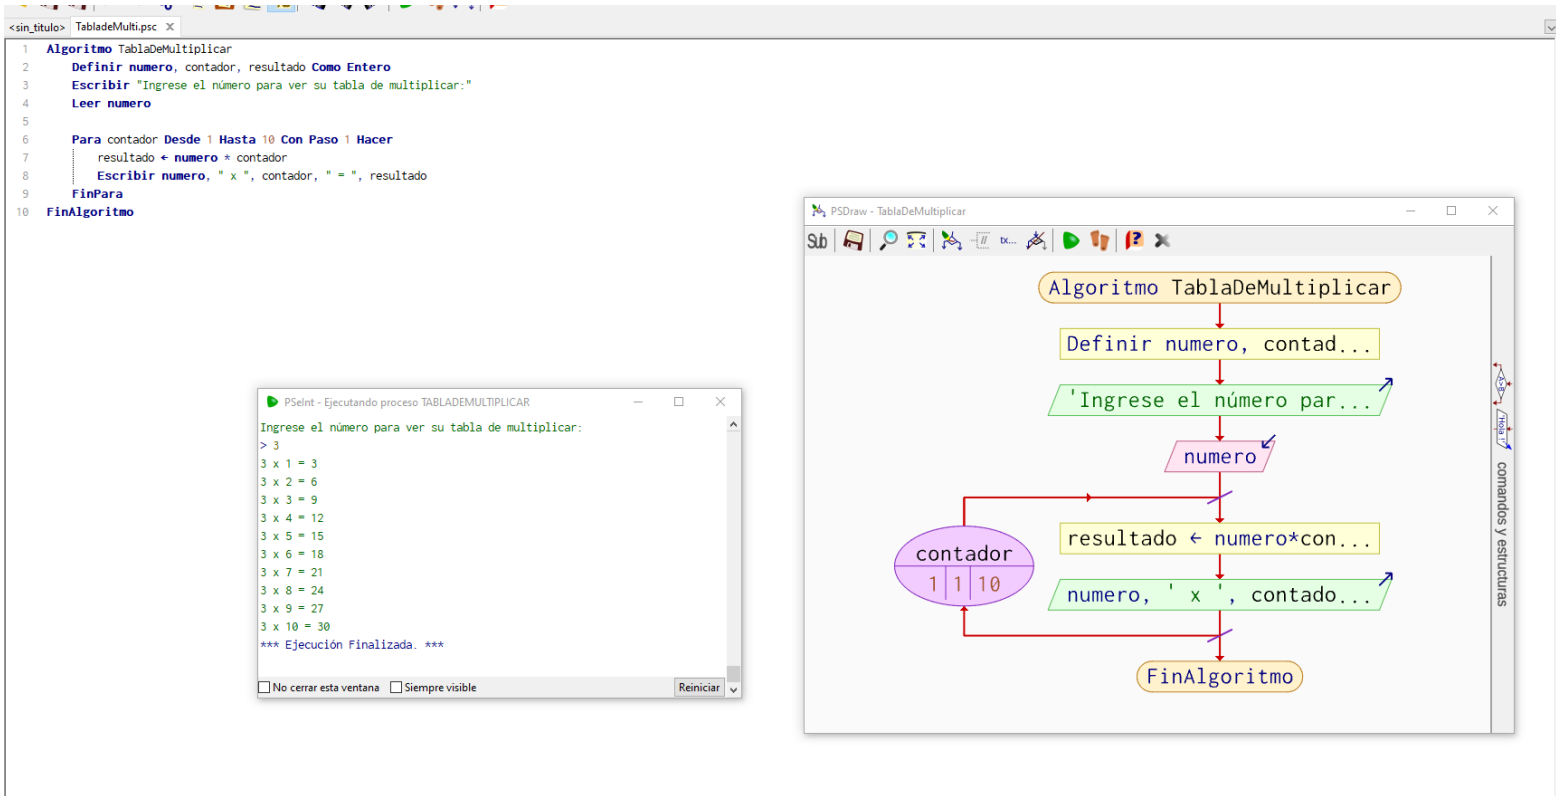 <sin_titulo> TabladeMulti.psc X
1 Algoritmo TablaDeMultiplicar
2 Definir numero, contador, resultado Como Entero
3 Escribir "Ingrese el número para ver su tabla de multiplicar:"
4 Leer numero
5
6 Para contador Desde 1 Hasta 10 Con Paso 1 Hacer
7 resultado ← numero * contador
8 Escribir numero, " x ", contador, " = ", resultado
9 FinPara
10 FinAlgoritmo
PSeInt - Ejecutando proceso TABLADEMULTIPLICAR
Ingrese el número para ver su tabla de multiplicar:
> 3
3 x 1 = 3
3 x 2 = 6
3 x 3 = 9
3 x 4 = 12
3 x 5 = 15
3 x 6 = 18
3 x 7 = 21
3 x 8 = 24
3 x 9 = 27
3 x 10 = 30
*** Ejecución Finalizada. ***
No cerrar esta ventana Siempre visible Reiniciar
PSDraw - TablaDeMultiplicar
Sub tx...
Algoritmo TablaDeMultiplicar
Definir numero, contad...
'Ingrese el número par...
numero
contador
1 1 10
resultado ← numero*con...
numero, ' x ', contado...
FinAlgoritmo
A>B
'Hola !'
comandos y estructuras